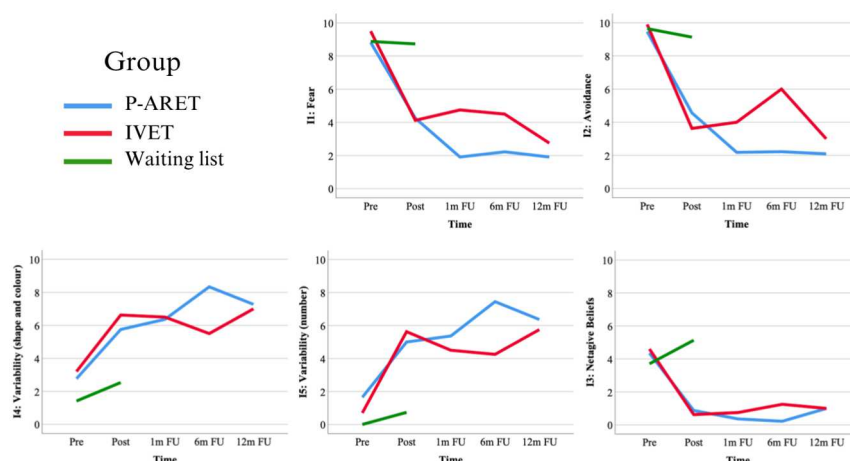 Group
P-ARET
IVET
Waiting list
I1: Fear
10
8
6
4
2
0
Pre Post 1m FU 6m FU 12m FU
Time
I2: Avoidance
10
8
6
4
2
0
Pre Post 1m FU 6m FU 12m FU
Time
I4: Variability (shape and colour)
10
8
6
4
2
0
Pre Post 1m FU 6m FU 12m FU
Time
I5: Variability (number)
10
8
6
4
2
0
Pre Post 1m FU 6m FU 12m FU
Time
I3: Netagive Beliefs
10
8
6
4
2
0
Pre Post 1m FU 6m FU 12m FU
Time